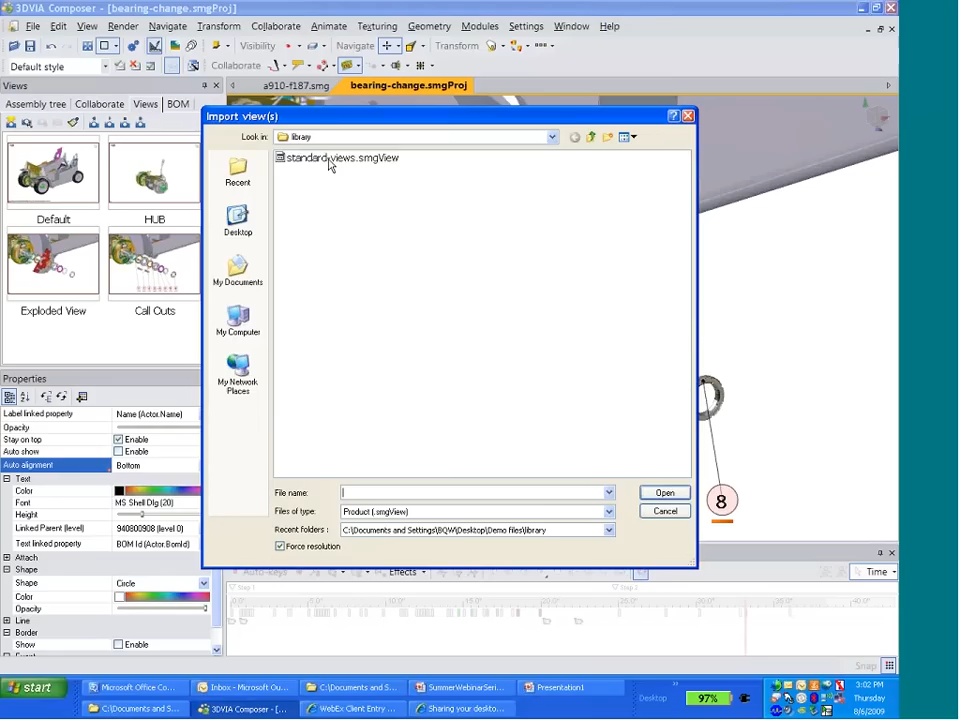 3DVIA Composer - [bearing-change.smgProj]
File Edit View Render Navigate Transform Collaborate Animate Texturing Geometry Modules Settings Window Help
Visibility Navigate Transform
Default style Collaborate
Views a910-f187.smg bearing-change.smgProj
Assembly tree Collaborate Views BOM
Import view(s)
Look in: library
standard-views.smgView
Recent
Desktop
My Documents
My Computer
My Network
Places
Default HUB
Exploded View Call Outs
Properties
Label linked property Name (Actor.Name)
Opacity
Stay on top Enable
Auto show Enable
Auto alignment Bottom
Text
Color
Font MS Shell Dlg (20)
Height
Linked Parent (level) 940800908 (level 0)
Text linked property BOM Id (Actor.BomId)
Attach
Shape
Shape Circle
Color
Opacity
Line
Border
Show Enable
File name: Open
Files of type: Product (.smgView) Cancel
Recent folders: C:\Documents and Settings\BQW\Desktop\Demo files\library
Force resolution
8
Auto-keys Effects Time
Step 1 Step 2
Snap
start Microsoft Office Co... Inbox - Microsoft Ou... C:\Documents and S... SummerWebinarSeri... Presentation1
C:\Documents and S... 3DVIA Composer - [... WebEx Client Entry ... Sharing your deskto...
Desktop 97%
3:02 PM
Thursday
8/6/2009